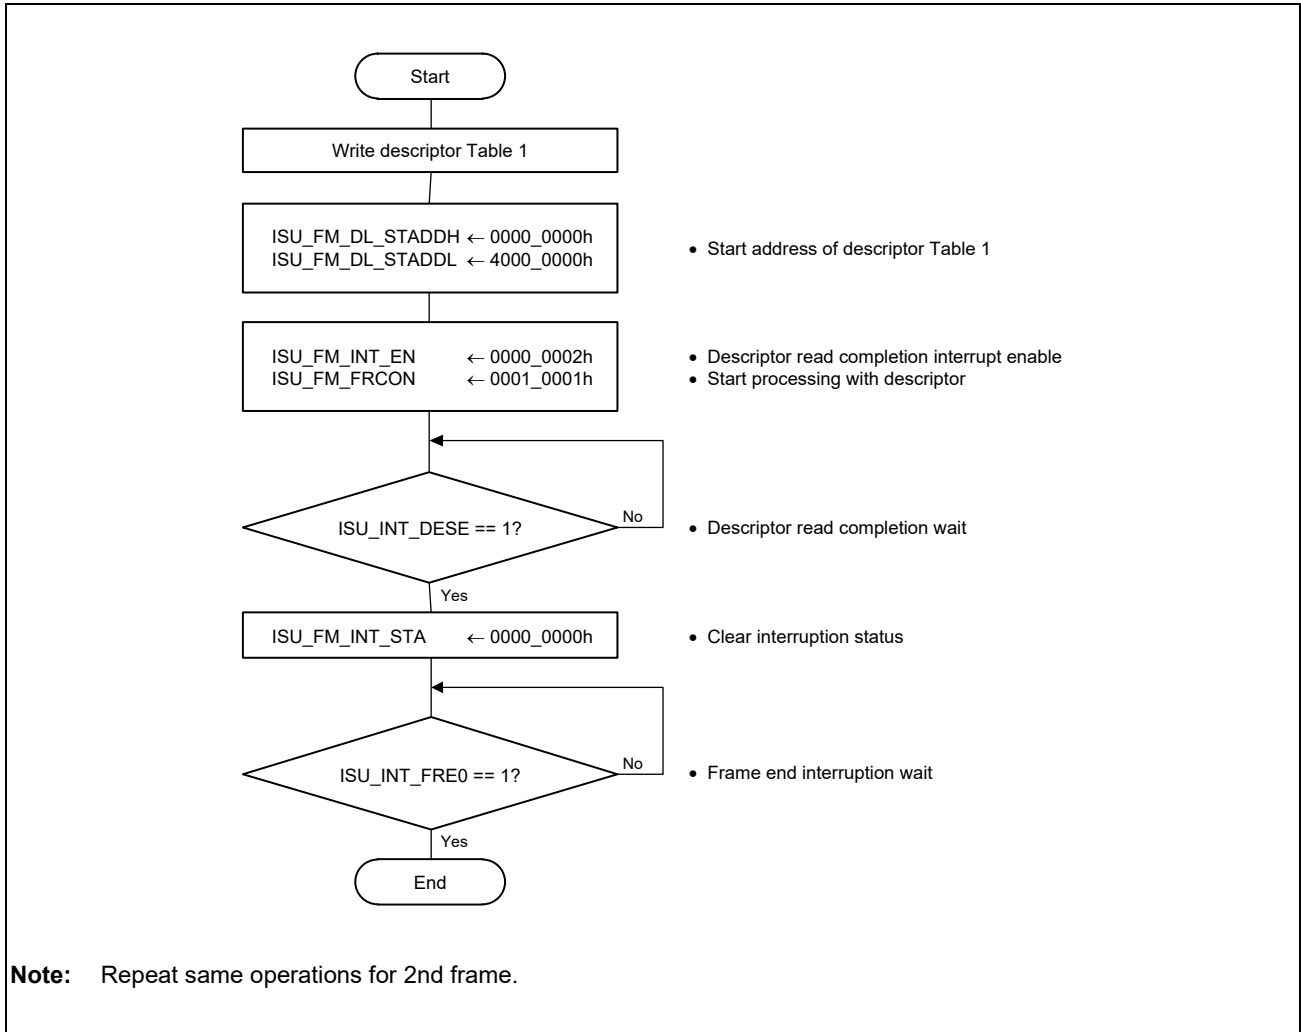 Start
Write descriptor Table 1
ISU_FM_DL_STADDH ← 0000_0000h
ISU_FM_DL_STADDL ← 4000_0000h
• Start address of descriptor Table 1
ISU_FM_INT_EN ← 0000_0002h
ISU_FM_FRCON ← 0001_0001h
• Descriptor read completion interrupt enable
• Start processing with descriptor
ISU_INT_DESE == 1?
No
• Descriptor read completion wait
Yes
ISU_FM_INT_STA ← 0000_0000h
• Clear interruption status
ISU_INT_FRE0 == 1?
No
• Frame end interruption wait
Yes
End
Note: Repeat same operations for 2nd frame.